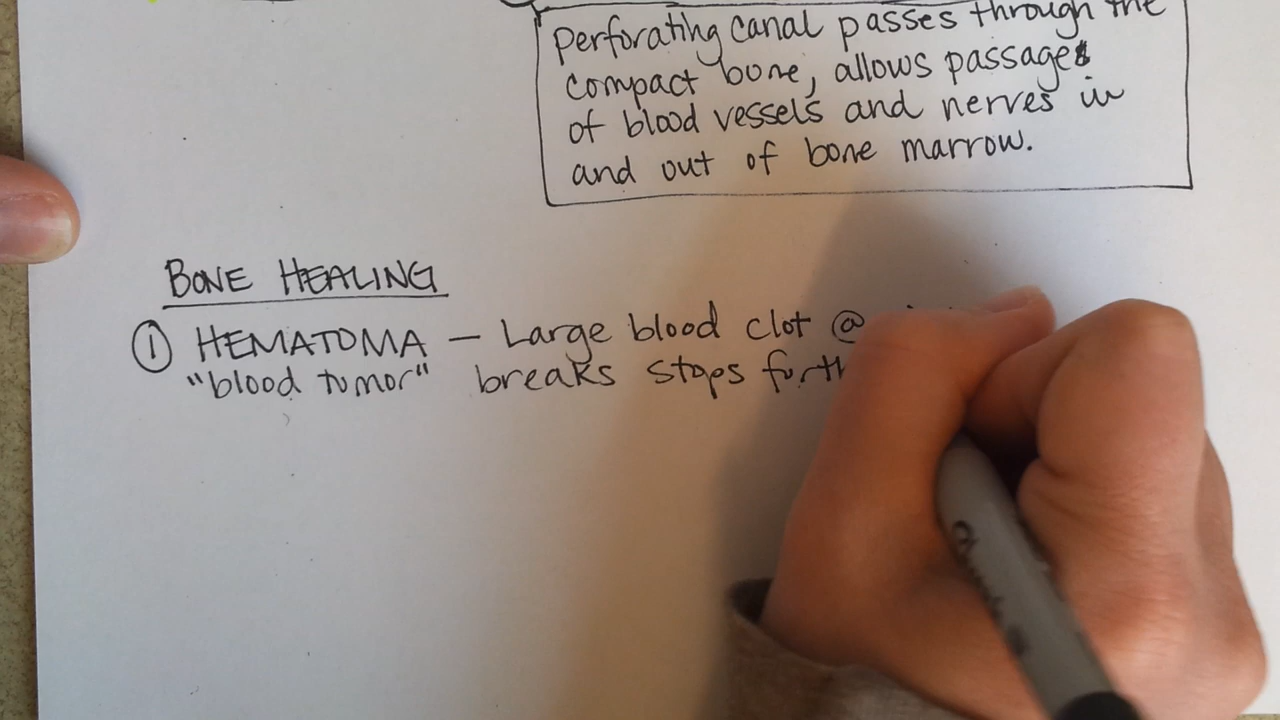 perforating canal passes through the
compact bone, allows passages
of blood vessels and nerves in
and out of bone marrow.
BONE HEALING
① HEMATOMA — Large blood clot @
"blood tumor" breaks stops furth